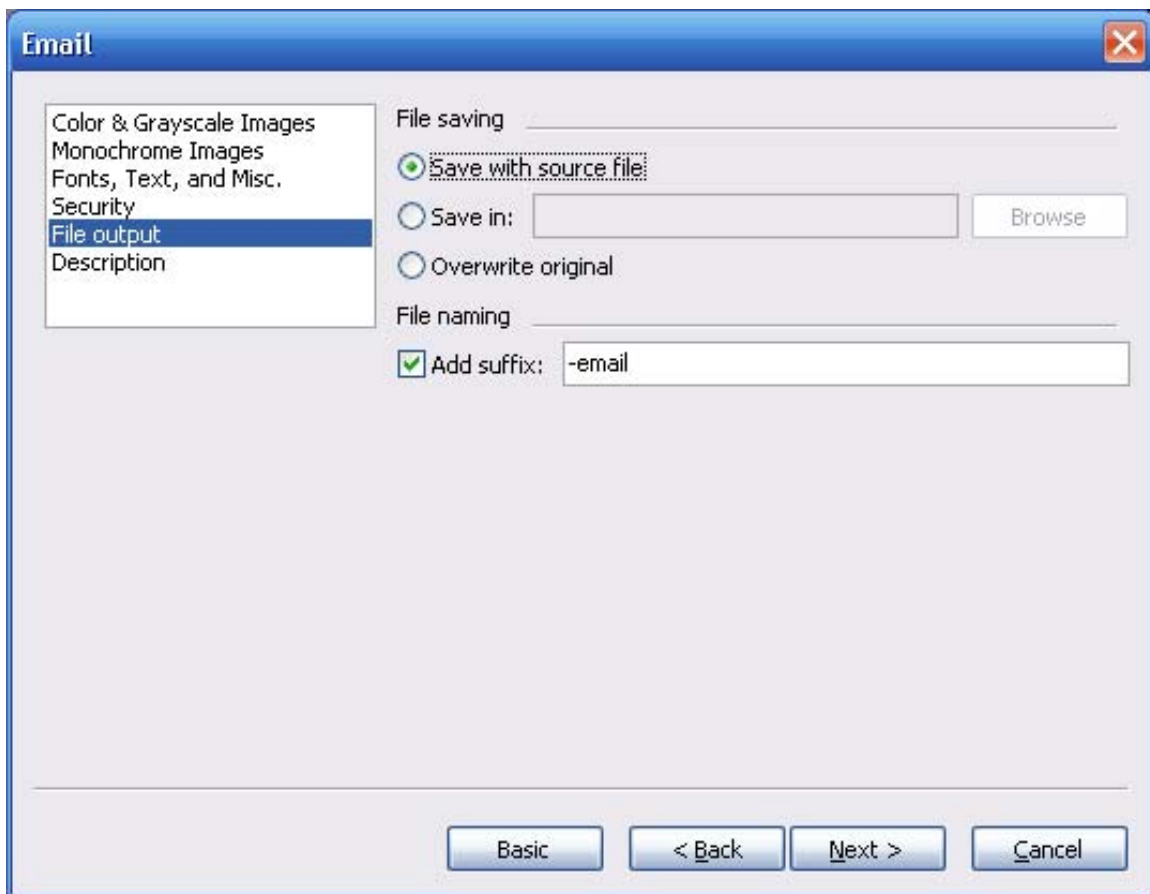 Email
Color & Grayscale Images
Monochrome Images
Fonts, Text, and Misc.
Security
File output
Description
File saving
Save with source file
Save in:
Browse
Overwrite original
File naming
Add suffix: -email
Basic < Back Next > Cancel